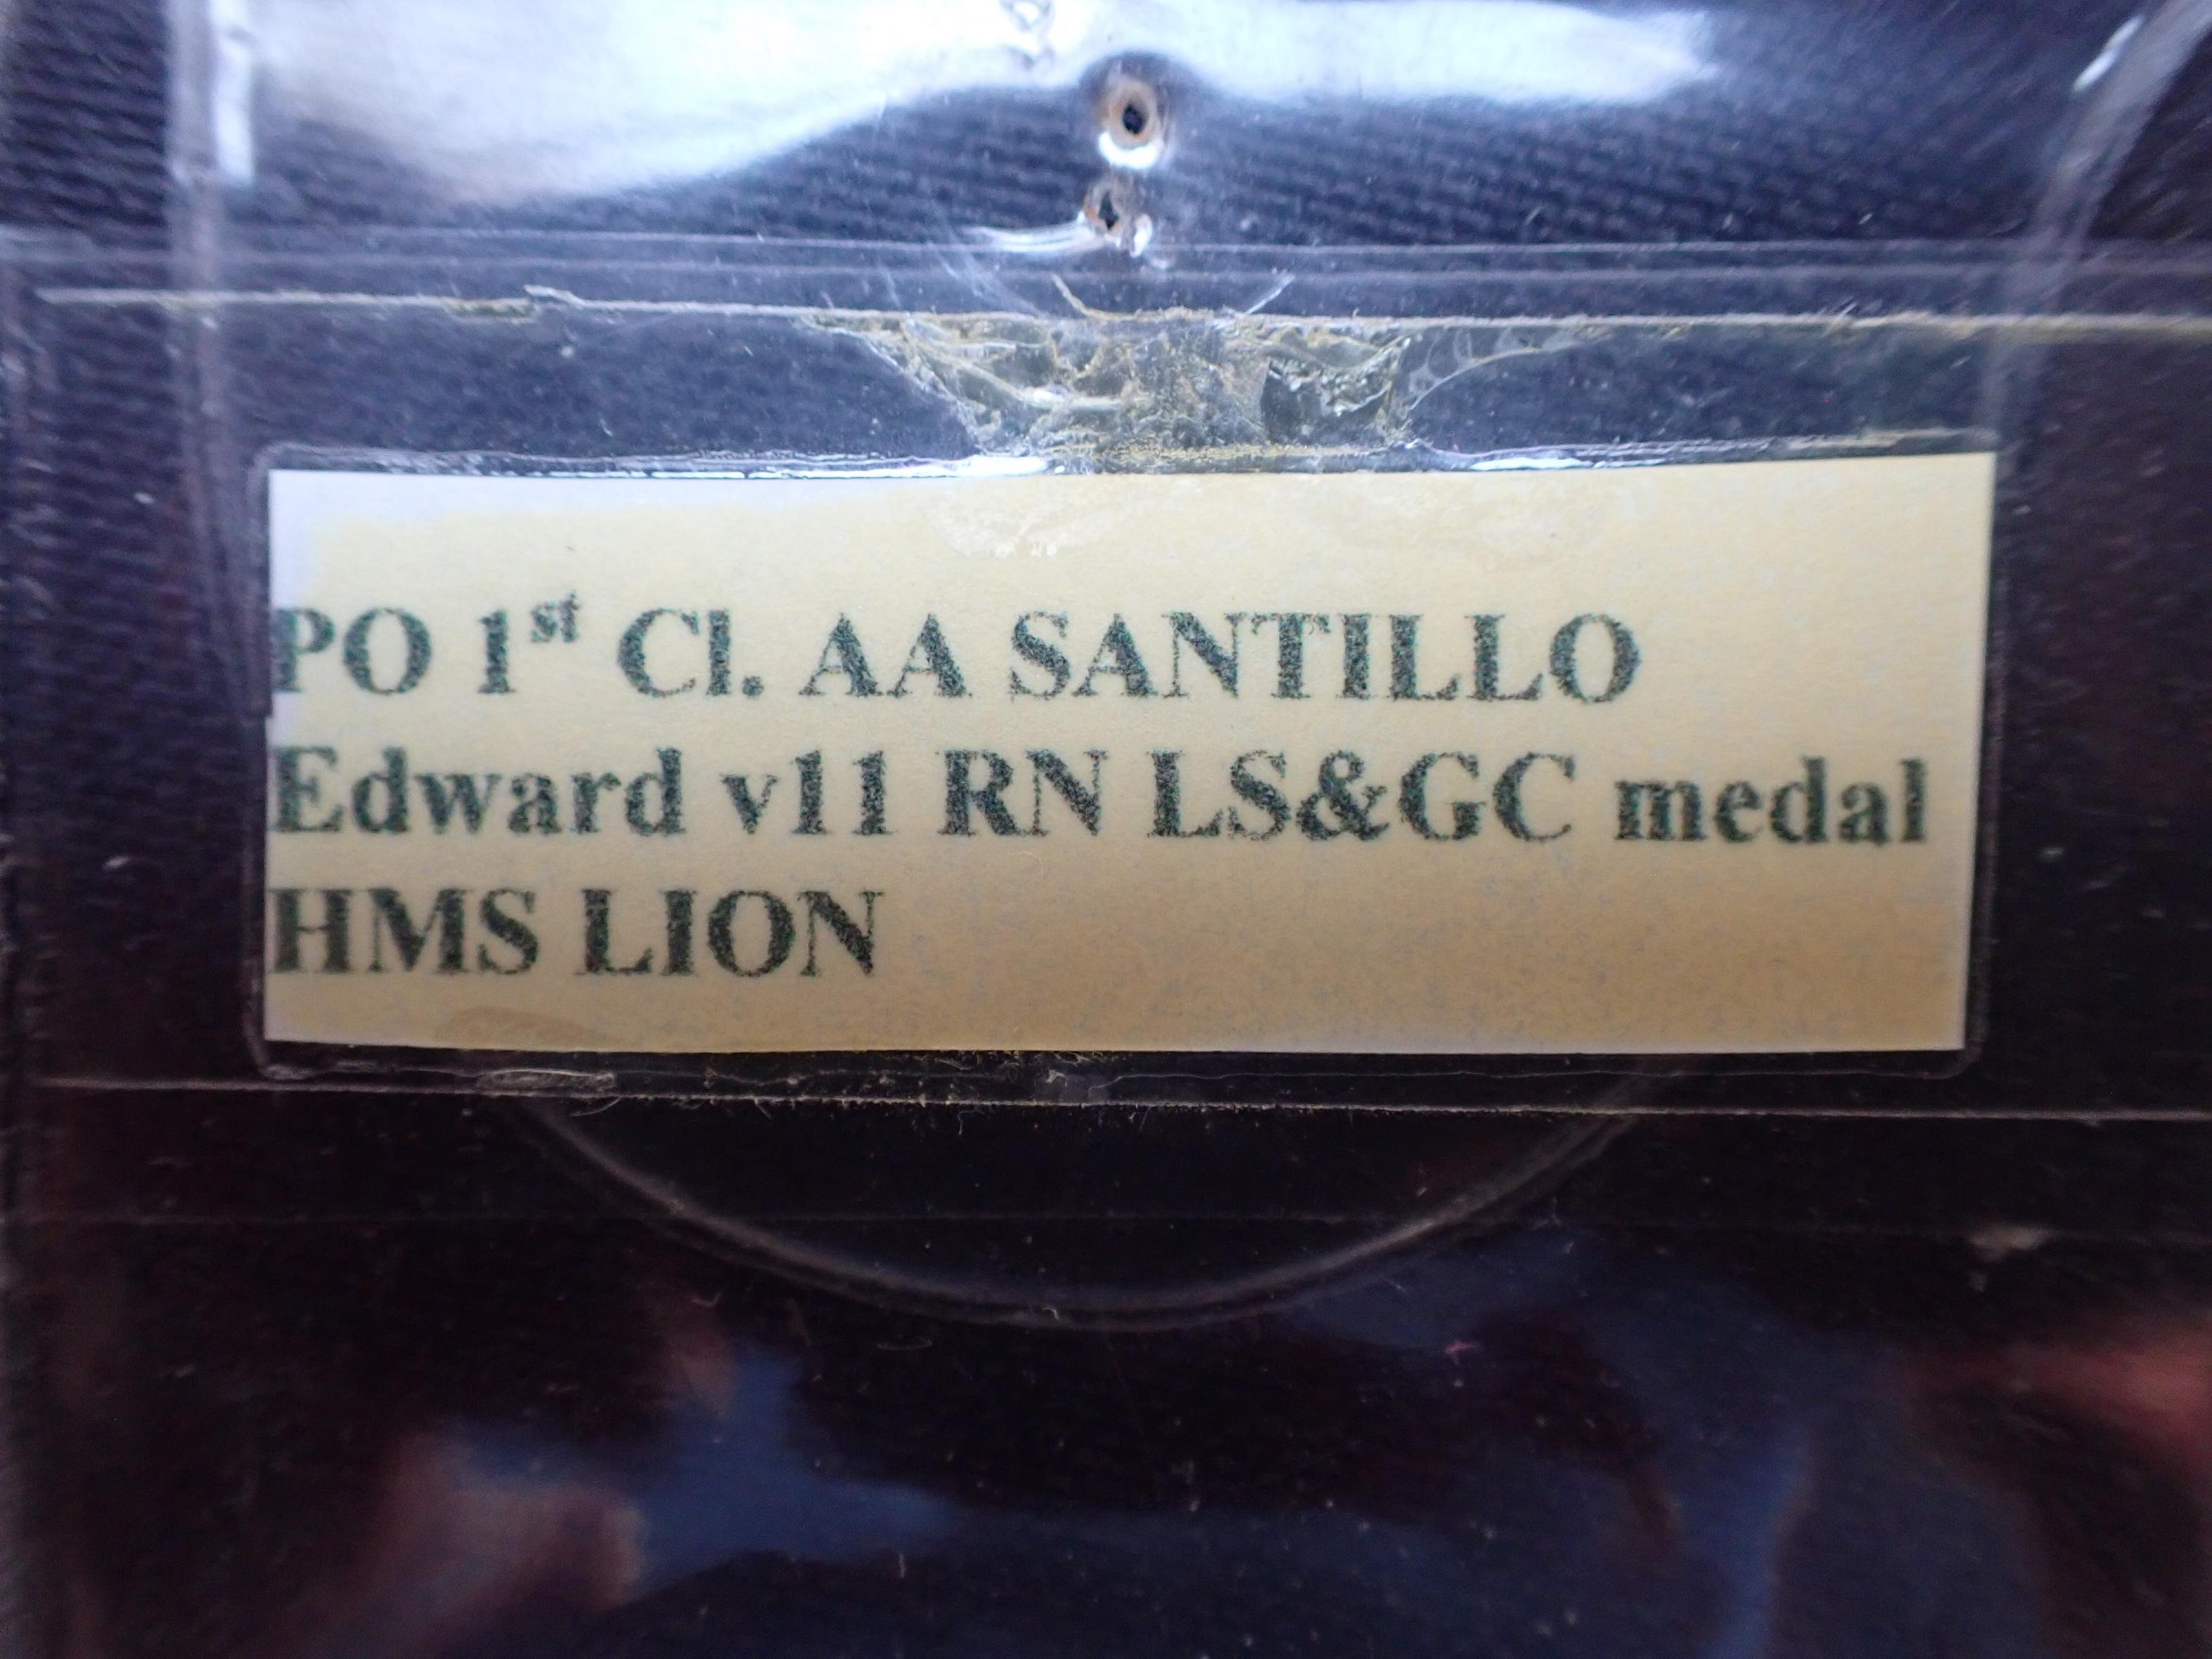 PO 1st Cl. AA SANTILLO
Edward v11 RN LS&GC medal
HMS LION